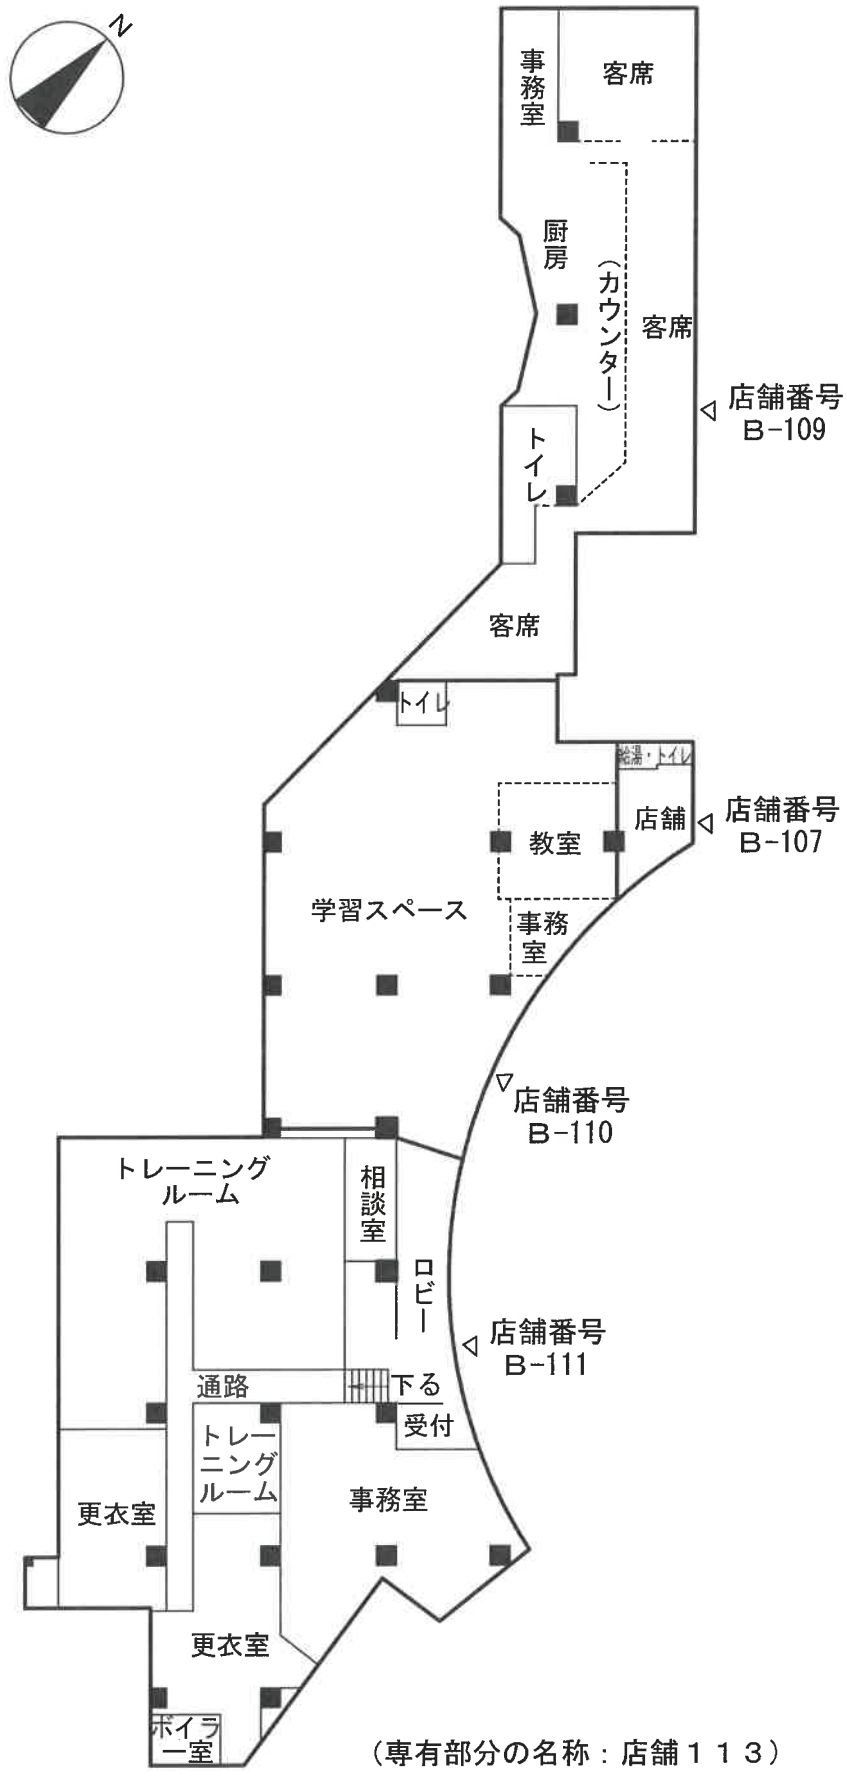 N
事務室
客席
厨房
（カウンター）
客席
店舗番号
B-109
トイレ
客席
トイレ
給湯・トイレ
店舗
店舗番号
B-107
教室
学習スペース
事務
室
店舗番号
B-110
トレーニング
ルーム
相談室
ロビー
店舗番号
B-111
通路
下る
受付
トレー
ニング
ルーム
事務室
更衣室
更衣室
ボイラ
ー室
（専有部分の名称：店舗１１３）